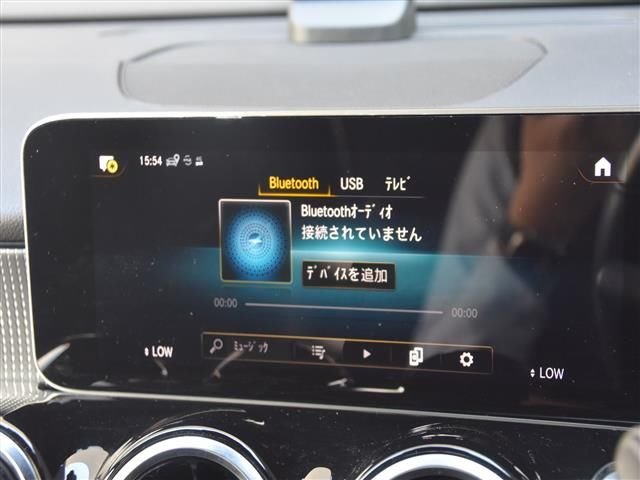 15:54
Bluetooth USB ﾃﾚﾋﾞ
Bluetoothｵｰﾃﾞｨｵ
接続されていません
ﾃﾞﾊﾞｲｽを追加
00:00 00:00
ﾐｭｰｼﾞｯｸ
LOW
LOW